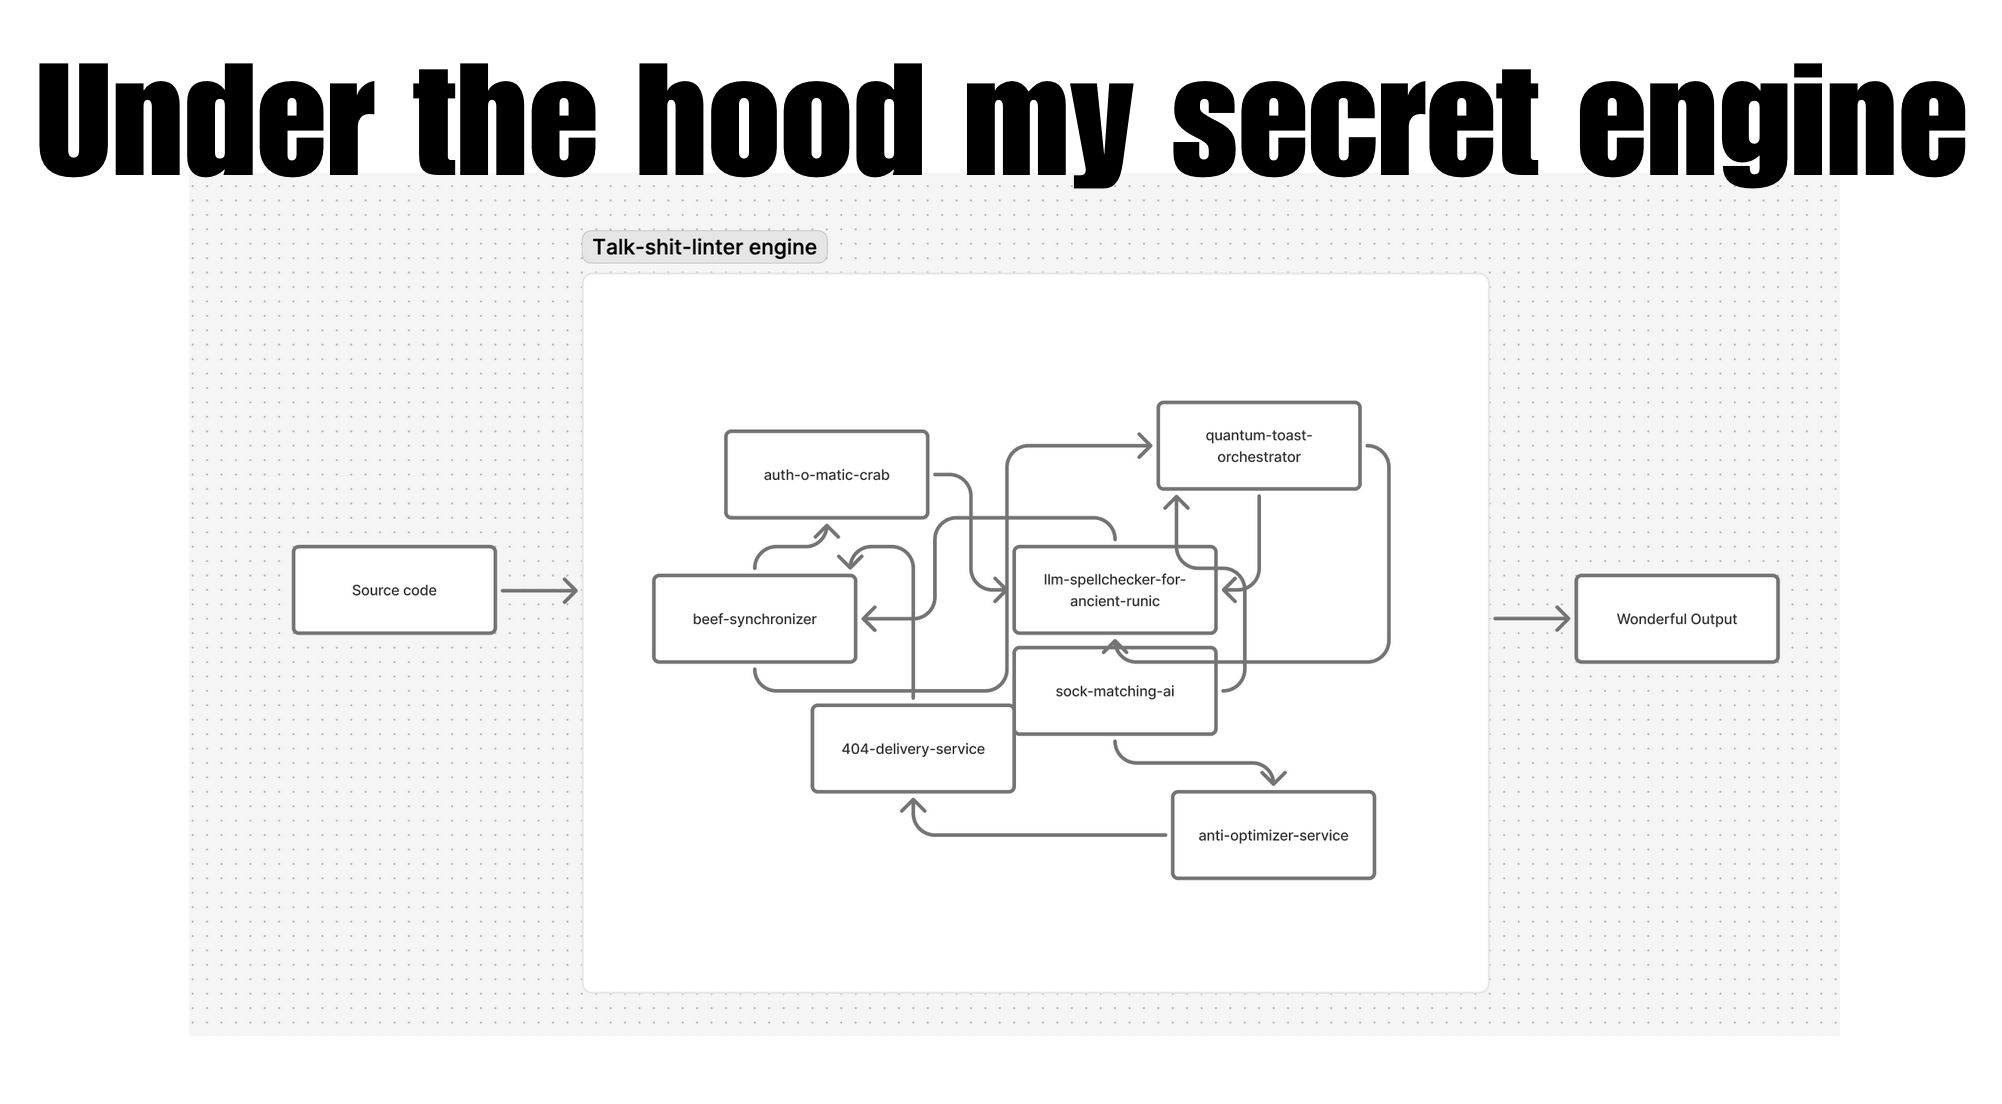 Under the hood my secret engine
Talk-shit-linter engine
quantum-toast-
orchestrator
auth-o-matic-crab
Source code
llm-spellchecker-for-
ancient-runic
beef-synchronizer
Wonderful Output
sock-matching-ai
404-delivery-service
anti-optimizer-service